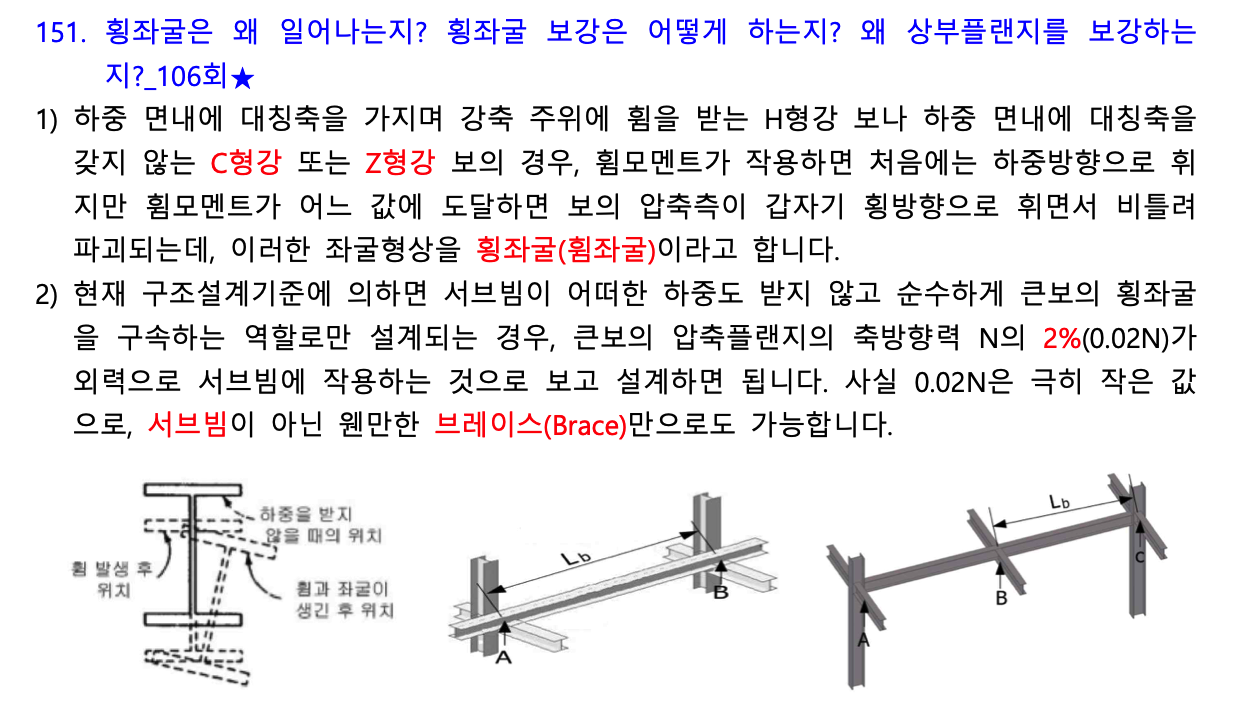 151. 횡좌굴은 왜 일어나는지? 횡좌굴 보강은 어떻게 하는지? 왜 상부플랜지를 보강하는
지?_106회★
1) 하중 면내에 대칭축을 가지며 강축 주위에 휨을 받는 H형강 보나 하중 면내에 대칭축을
갖지 않는 C형강 또는 Z형강 보의 경우, 휨모멘트가 작용하면 처음에는 하중방향으로 휘
지만 휨모멘트가 어느 값에 도달하면 보의 압축측이 갑자기 횡방향으로 휘면서 비틀려
파괴되는데, 이러한 좌굴형상을 횡좌굴(휨좌굴)이라고 합니다.
2) 현재 구조설계기준에 의하면 서브빔이 어떠한 하중도 받지 않고 순수하게 큰보의 횡좌굴
을 구속하는 역할로만 설계되는 경우, 큰보의 압축플랜지의 축방향력 N의 2%(0.02N)가
외력으로 서브빔에 작용하는 것으로 보고 설계하면 됩니다. 사실 0.02N은 극히 작은 값
으로, 서브빔이 아닌 웬만한 브레이스(Brace)만으로도 가능합니다.
하중을 받지
않을 때의 위치
휨 발생 후
위치
휨과 좌굴이
생긴 후 위치
Lb
A
B
Lb
A
B
C